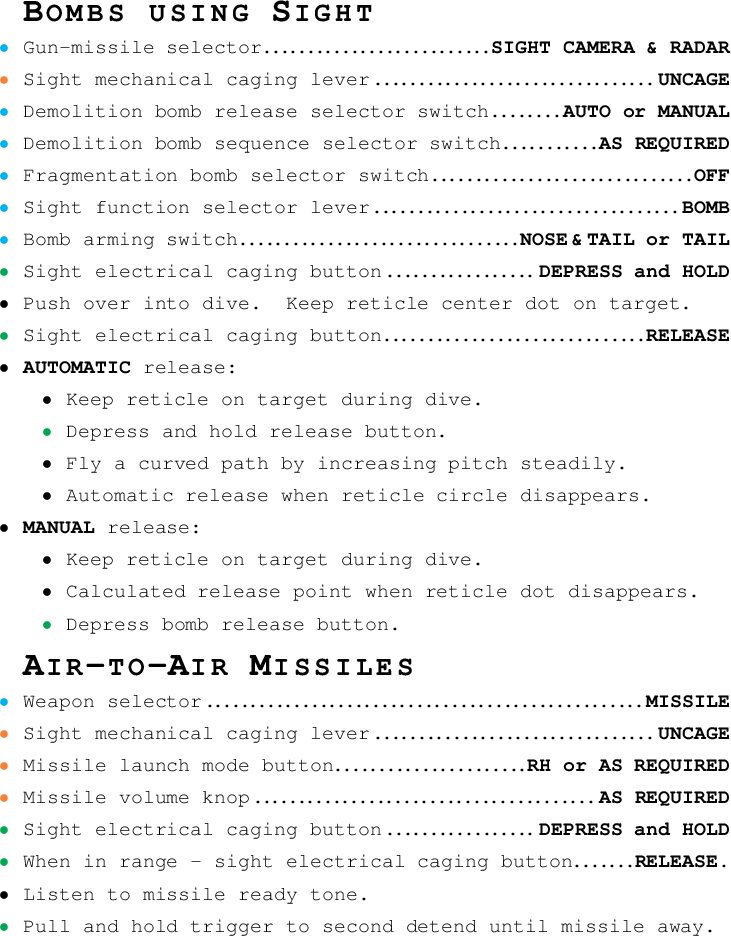 BOMBS USING SIGHT
• Gun-missile selector..........................SIGHT CAMERA & RADAR
• Sight mechanical caging lever................................UNCAGE
• Demolition bomb release selector switch........AUTO or MANUAL
• Demolition bomb sequence selector switch...........AS REQUIRED
• Fragmentation bomb selector switch..............................OFF
• Sight function selector lever...................................BOMB
• Bomb arming switch................................NOSE & TAIL or TAIL
• Sight electrical caging button.................DEPRESS and HOLD
• Push over into dive. Keep reticle center dot on target.
• Sight electrical caging button..............................RELEASE
• AUTOMATIC release:
• Keep reticle on target during dive.
• Depress and hold release button.
• Fly a curved path by increasing pitch steadily.
• Automatic release when reticle circle disappears.
• MANUAL release:
• Keep reticle on target during dive.
• Calculated release point when reticle dot disappears.
• Depress bomb release button.
AIR-TO-AIR MISSILES
• Weapon selector..................................................MISSILE
• Sight mechanical caging lever................................UNCAGE
• Missile launch mode button......................RH or AS REQUIRED
• Missile volume knop.......................................AS REQUIRED
• Sight electrical caging button.................DEPRESS and HOLD
• When in range - sight electrical caging button.......RELEASE.
• Listen to missile ready tone.
• Pull and hold trigger to second detend until missile away.